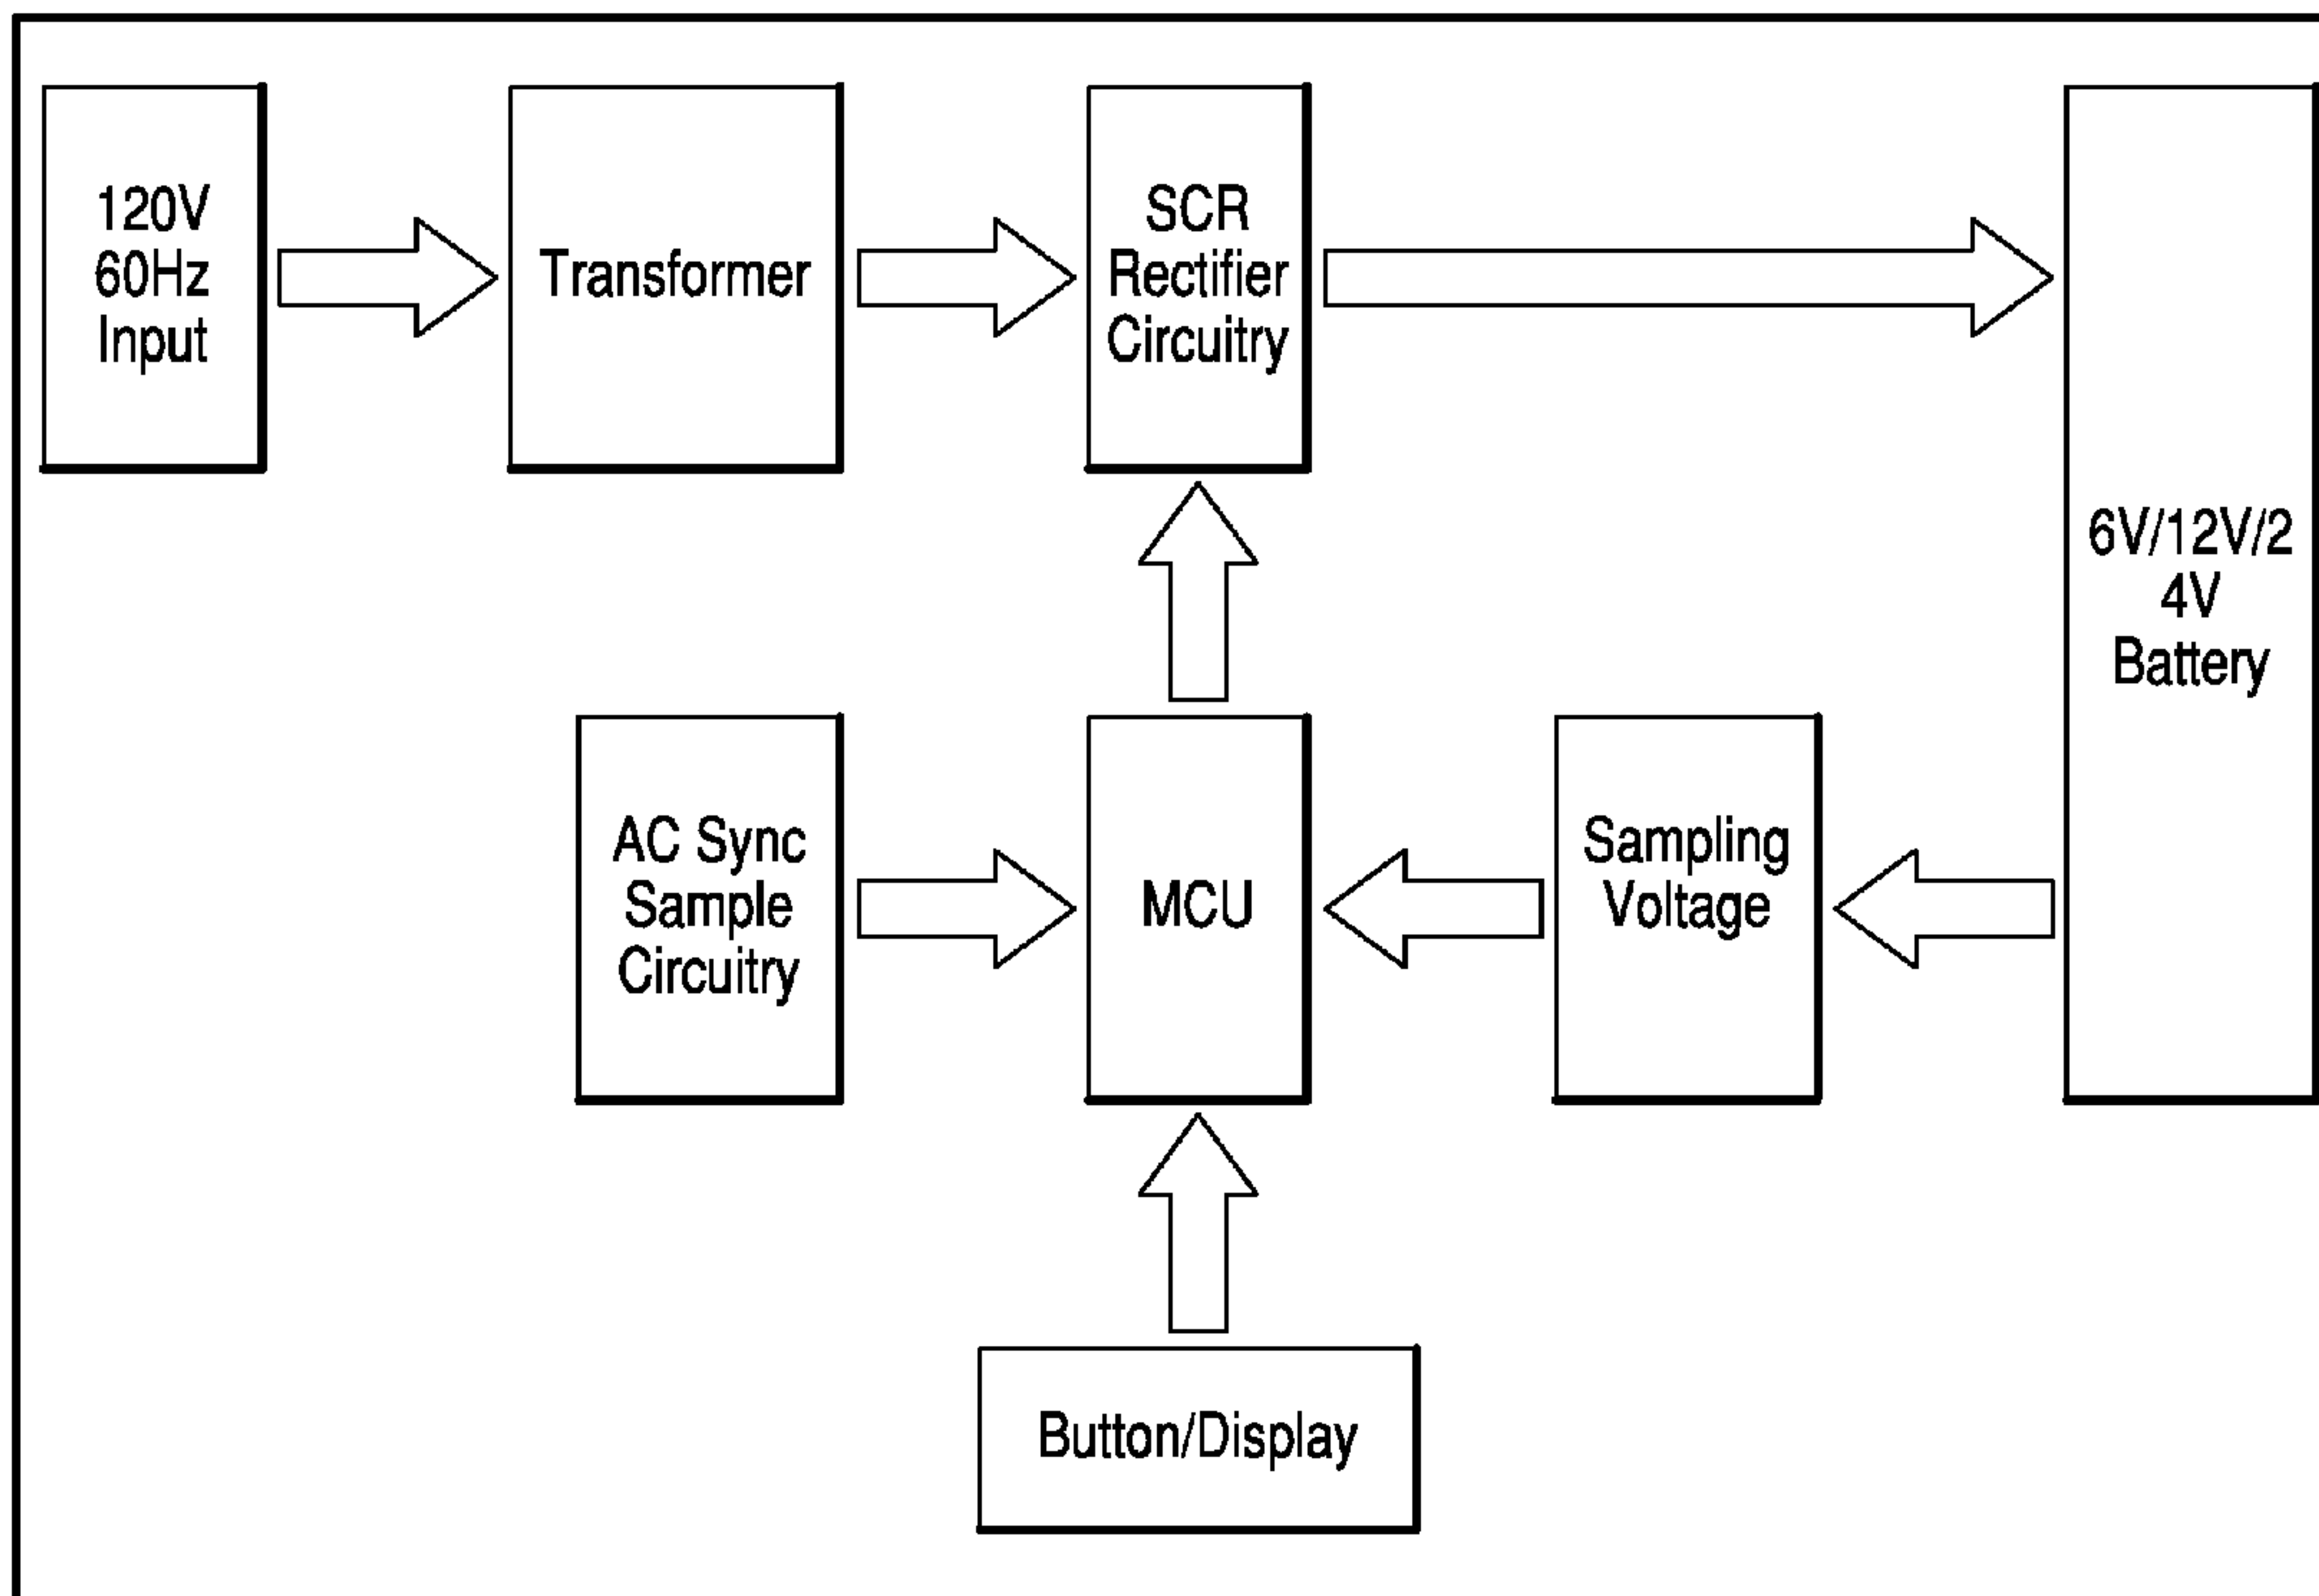 120V
60Hz
Input
Transformer
SCR
Rectifier
Circuitry
6V/12V/2
4V
Battery
AC Sync
Sample
Circuitry
MCU
Sampling
Voltage
Button/Display